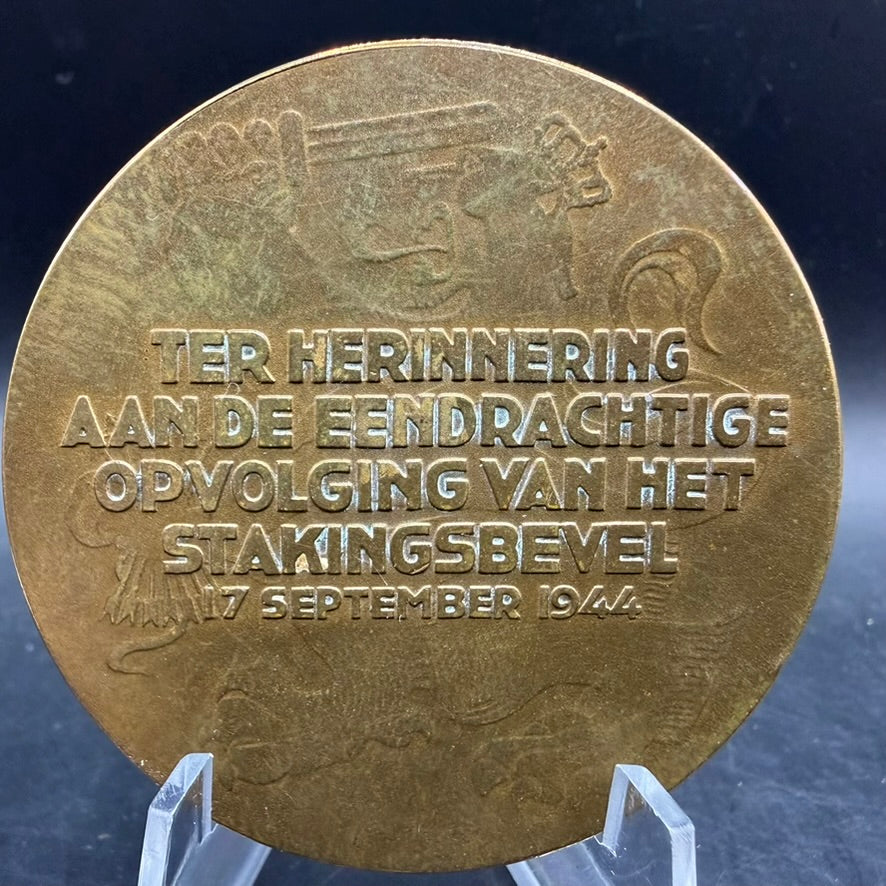 TER HERINNERING
AAN DE EENDRACHTIGE
OPVOLGING VAN HET
STAKINGSBEVEL
17 SEPTEMBER 1944